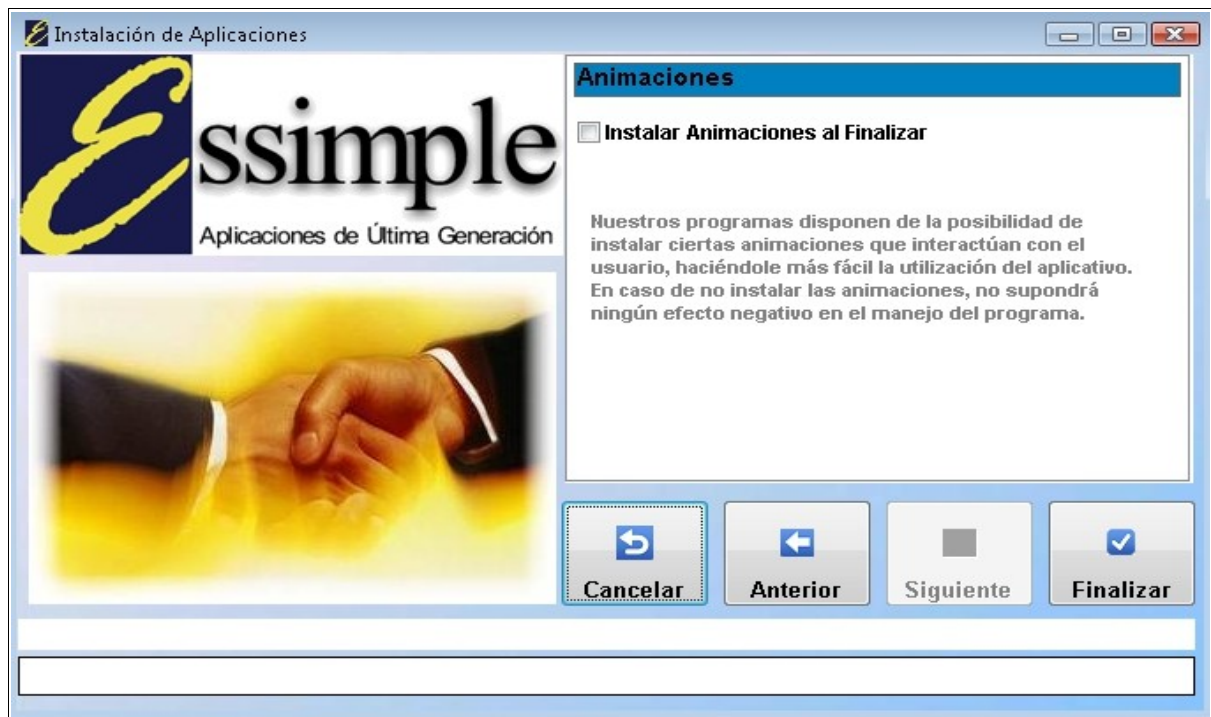 Instalación de Aplicaciones
Essimple
Aplicaciones de Última Generación
Animaciones
Instalar Animaciones al Finalizar
Nuestros programas disponen de la posibilidad de
instalar ciertas animaciones que interactúan con el
usuario, haciéndole más fácil la utilización del aplicativo.
En caso de no instalar las animaciones, no supondrá
ningún efecto negativo en el manejo del programa.
Cancelar
Anterior
Siguiente
Finalizar